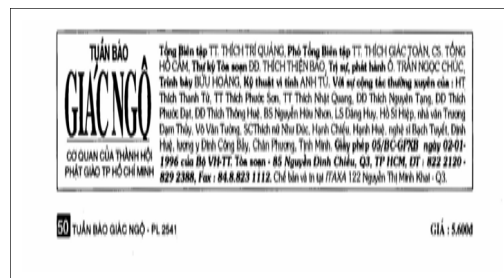 TUẦN BÁO
GIÁC NGỘ
CƠ QUAN CỦA THÀNH HỘI
PHẬT GIÁO TP HỒ CHÍ MINH
Tổng Biên tập TT. THÍCH TRÍ QUẢNG, Phó Tổng Biên tập TT. THÍCH GIÁC TOÀN, CS. TỐNG
HỒ CẦM, Thư ký Tòa soạn ĐĐ. THÍCH THIỆN BẢO, Trị sự, phát hành Ô. TRẦN NGỌC CHÚC,
Trình bày BỬU HOÀNG, Kỹ thuật vi tính ANH TÚ. Với sự cộng tác thường xuyên của : HT
Thích Thanh Từ, TT Thích Phước Sơn, TT Thích Nhật Quang, ĐĐ Thích Nguyên Tạng, ĐĐ Thích
Phước Đạt, ĐĐ Thích Thông Huệ, BS Nguyễn Hữu Nhơn, LS Đăng Huy, Hồ Sĩ Hiệp, nhà văn Trương
Đạm Thủy, Võ Văn Tường, SC Thích nữ Như Đức, Hạnh Chiếu, Hạnh Huệ, nghệ sĩ Bạch Tuyết, Định
Huệ, lương y Đinh Công Bảy, Chân Phương, Tịnh Minh. Giấy phép 05/BC-GPXB ngày 02-01-
1996 của Bộ VH-TT. Tòa soạn - 85 Nguyễn Đình Chiểu, Q3, TP HCM, ĐT : 822 2120 -
829 2388, Fax : 84.8.823 1112. Chế bản và in tại ITAXA 122 Nguyễn Thị Minh Khai - Q3.
50 TUẦN BÁO GIÁC NGỘ - PL 2541
GIÁ : 5.600đ